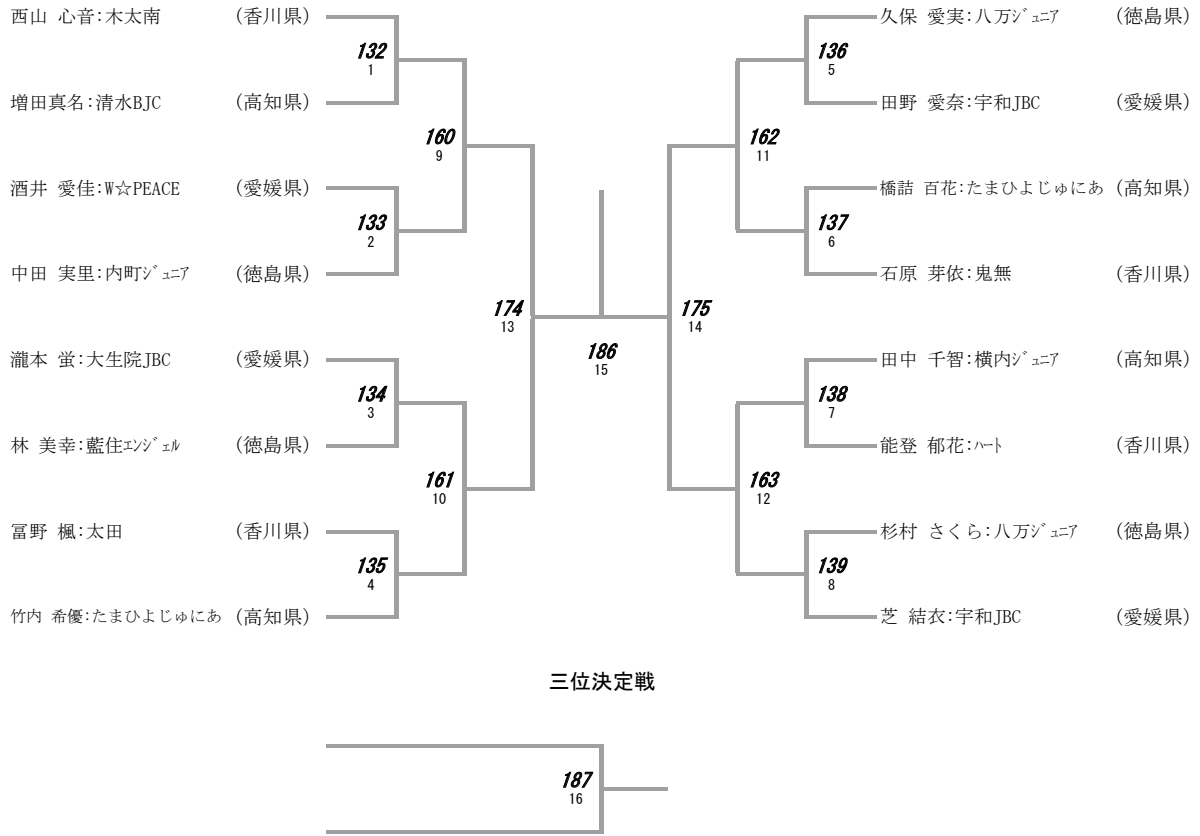 西山 心音:木太南 (香川県)
132
1
増田真名:清水BJC (高知県)
160
9
酒井 愛佳:W☆PEACE (愛媛県)
133
2
中田 実里:内町ｼﾞｭﾆｱ (徳島県)
174
13
瀧本 蛍:大生院JBC (愛媛県)
134
3
林 美幸:藍住ｴﾝｼﾞｪﾙ (徳島県)
161
10
冨野 楓:太田 (香川県)
135
4
竹内 希優:たまひよじゅにあ (高知県)
186
15
久保 愛実:八万ｼﾞｭﾆｱ (徳島県)
136
5
田野 愛奈:宇和JBC (愛媛県)
162
11
橋詰 百花:たまひよじゅにあ (高知県)
137
6
石原 芽依:鬼無 (香川県)
175
14
田中 千智:横内ｼﾞｭﾆｱ (高知県)
138
7
能登 郁花:ﾊｰﾄ (香川県)
163
12
杉村 さくら:八万ｼﾞｭﾆｱ (徳島県)
139
8
芝 結衣:宇和JBC (愛媛県)
三位決定戦
187
16